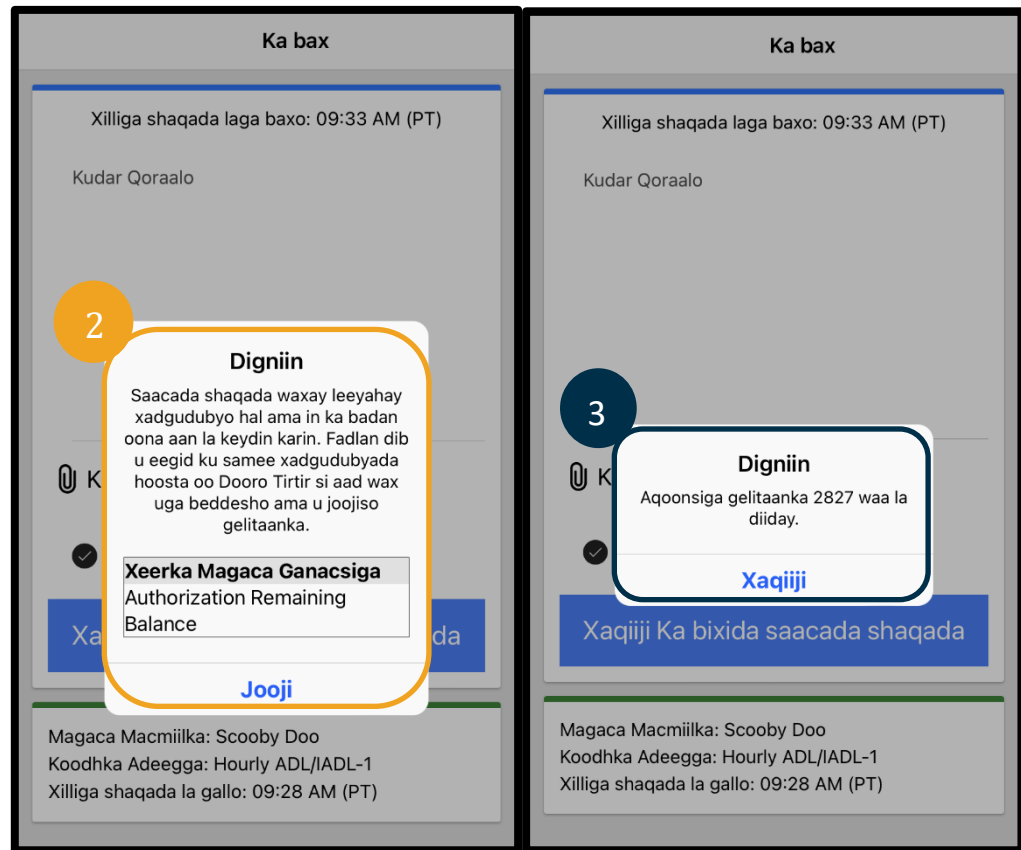 Ka bax
Xilliga shaqada laga baxo: 09:33 AM (PT)
Kudar Qoraalo
2
Digniin
Saacada shaqada waxay leeyahay
xadgudubyo hal ama in ka badan
oona aan la keydin karin. Fadlan dib
u eegid ku samee xadgudubyada
hoosta oo Dooro Tirtir si aad wax
uga beddesho ama u joojiso
gelitaanka.
K
Xeerka Magaca Ganacsiga
Authorization Remaining
Balance
Xa da
Jooji
Magaca Macmiilka: Scooby Doo
Koodhka Adeegga: Hourly ADL/IADL-1
Xilliga shaqada la gallo: 09:28 AM (PT)
Ka bax
Xilliga shaqada laga baxo: 09:33 AM (PT)
Kudar Qoraalo
3
Digniin
K
Aqoonsiga gelitaanka 2827 waa la
diiday.
Xaqiiji
Xaqiiji Ka bixida saacada shaqada
Magaca Macmiilka: Scooby Doo
Koodhka Adeegga: Hourly ADL/IADL-1
Xilliga shaqada la gallo: 09:28 AM (PT)